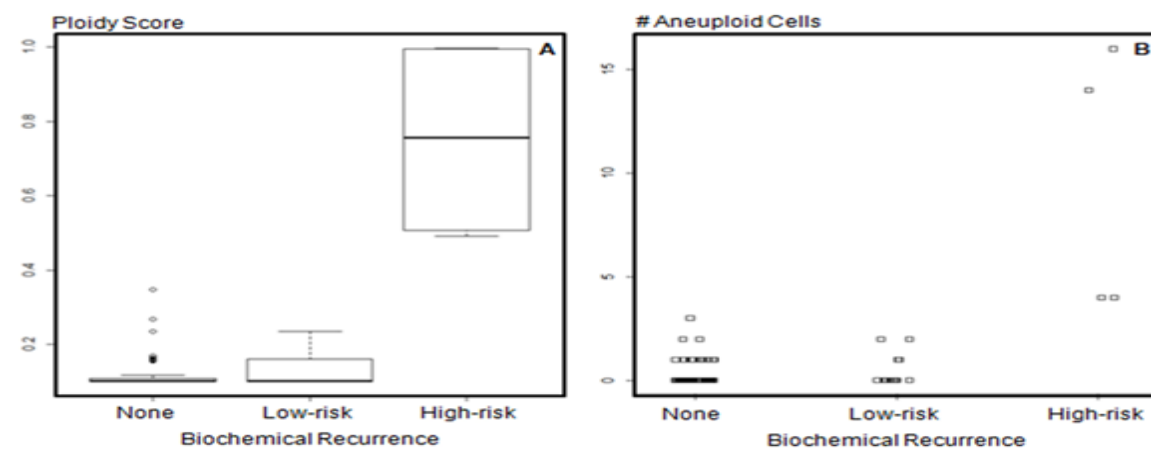 Ploidy Score
A
1.0
0.8
0.6
0.4
0.2
None Low-risk High-risk
Biochemical Recurrence
# Aneuploid Cells
B
15
10
5
0
None Low-risk High-risk
Biochemical Recurrence